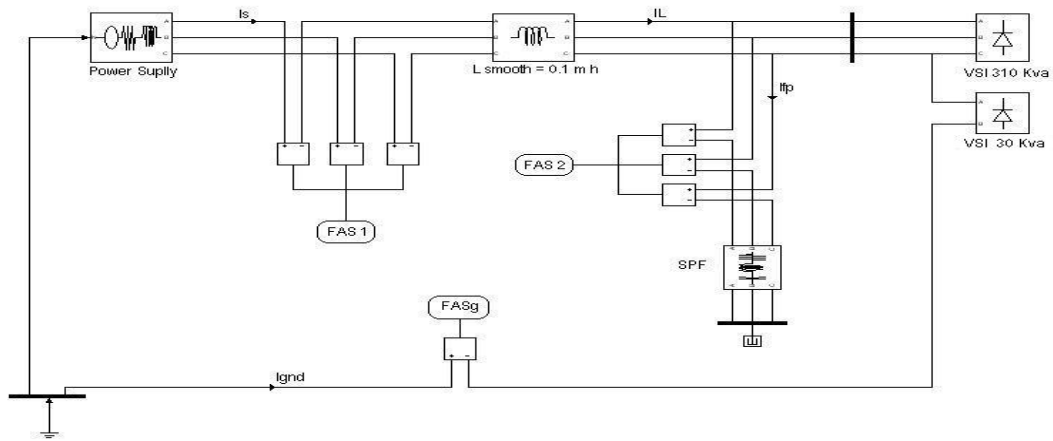 Is
IL
A
B
C
A
B
C
A
B
C
A
B
C
Power Suplly
L smooth = 0.1 m h
VSI 310 Kva
Ifp
A
B
VSI 30 Kva
+ -
+ -
+ -
+
-
+
-
+
-
FAS 2
FAS 1
A B C
SPF
A B C
FASg
+ -
Ignd